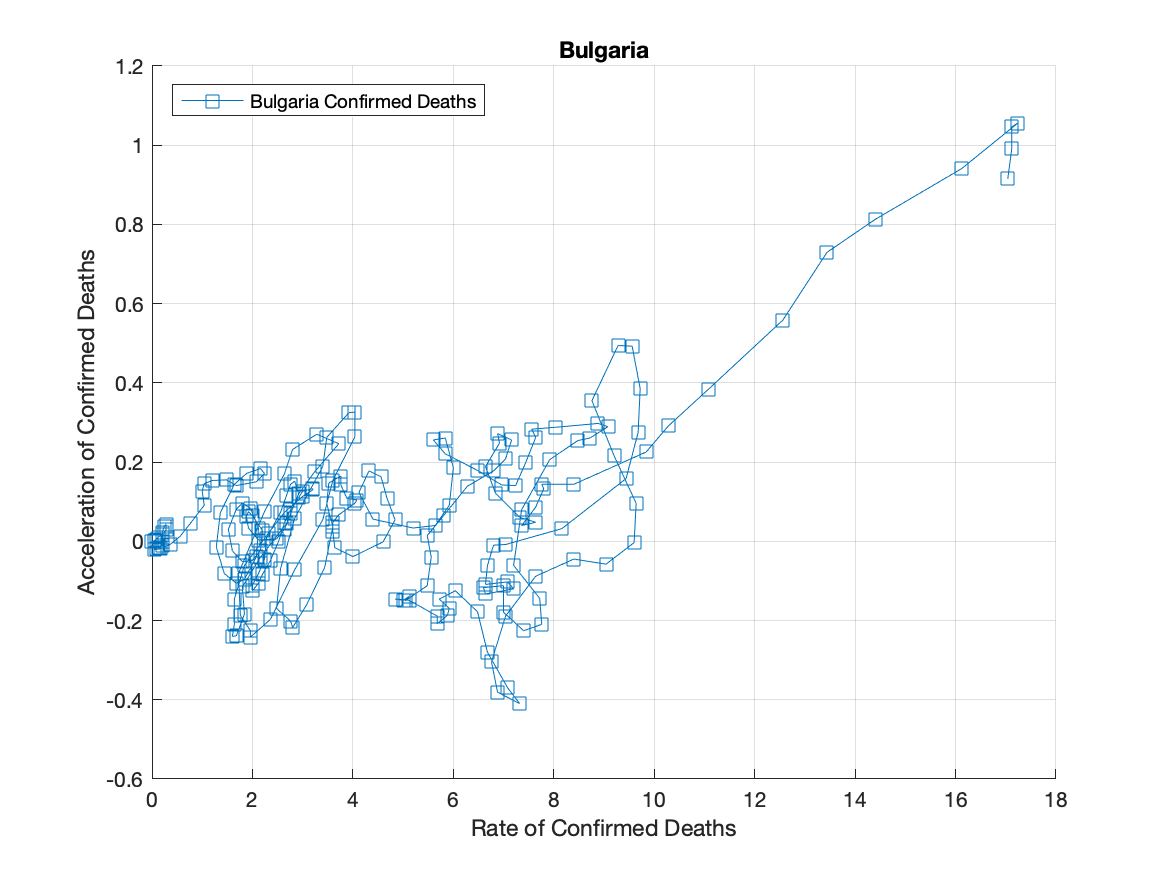 Bulgaria
Bulgaria Confirmed Deaths
1.2
1
0.8
0.6
0.4
0.2
0
-0.2
-0.4
-0.6
Acceleration of Confirmed Deaths
0 2 4 6 8 10 12 14 16 18
Rate of Confirmed Deaths